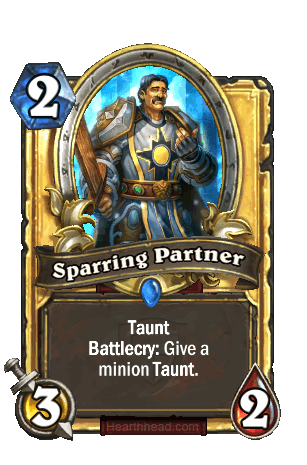 2
Sparring Partner
Taunt
Battlecry: Give a
minion Taunt.
3
2
Hearthhead.com